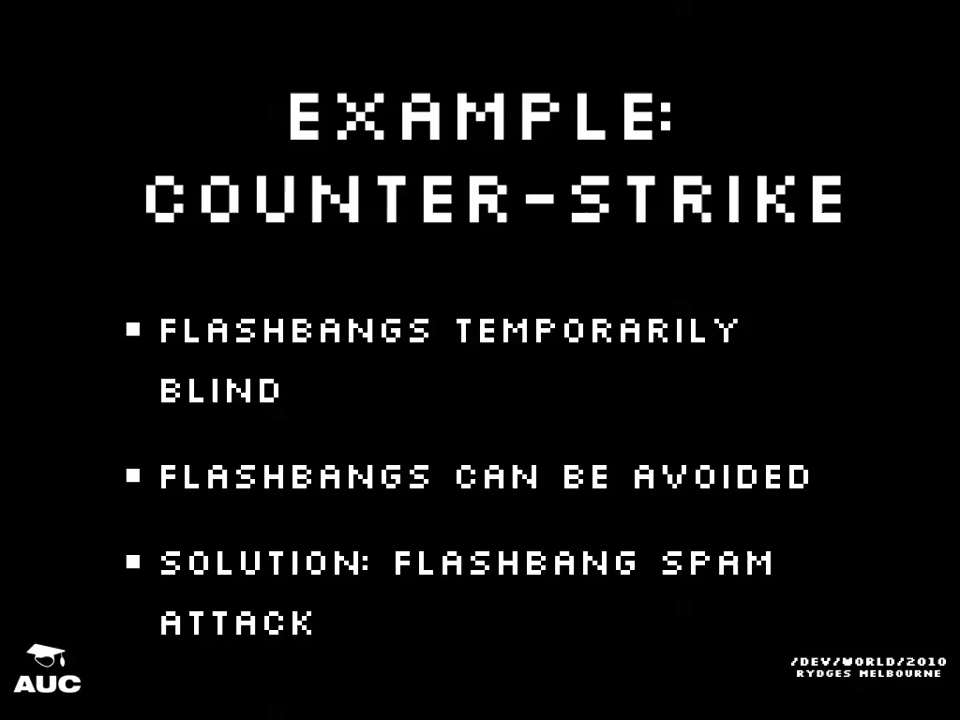 EXAMPLE:
COUNTER-STRIKE
▪ FLASHBANGS TEMPORARILY
BLIND
▪ FLASHBANGS CAN BE AVOIDED
▪ SOLUTION: FLASHBANG SPAM
ATTACK
AUC
/DEV/WORLD/2010
RYDGES MELBOURNE